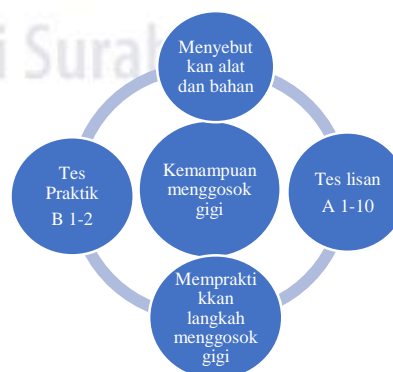 i Surab
Menyebut
kan alat
dan bahan
Tes
Praktik
B 1-2
Kemampuan
menggosok
gigi
Tes lisan
A 1-10
Memprakti
kkan
langkah
menggosok
gigi